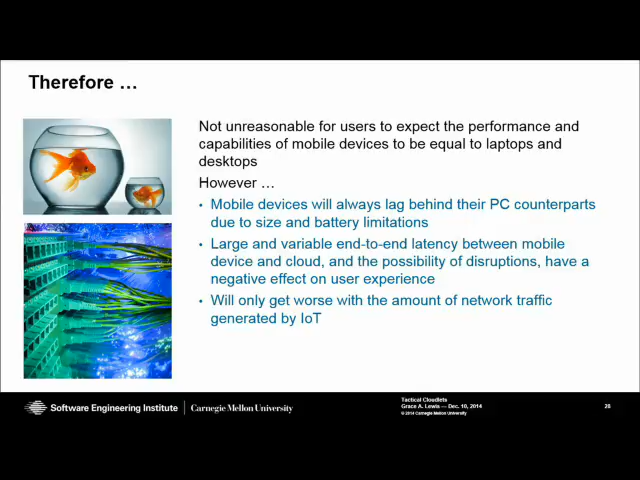 Therefore …
Not unreasonable for users to expect the performance and
capabilities of mobile devices to be equal to laptops and
desktops
However …
• Mobile devices will always lag behind their PC counterparts
due to size and battery limitations
• Large and variable end-to-end latency between mobile
device and cloud, and the possibility of disruptions, have a
negative effect on user experience
• Will only get worse with the amount of network traffic
generated by IoT
Software Engineering Institute | Carnegie Mellon University
Tactical Cloudlets
Grace A. Lewis — Dec. 10, 2014
© 2014 Carnegie Mellon University